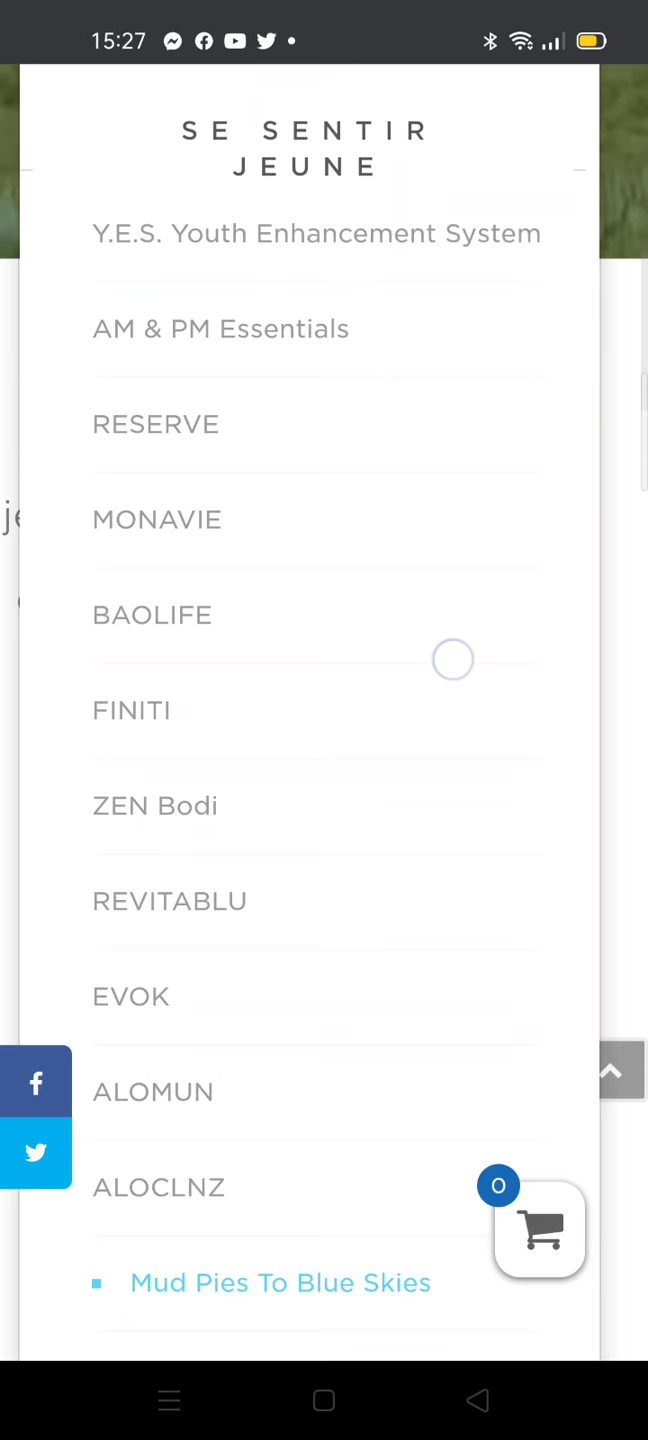 15:27
SE SENTIR
JEUNE
Y.E.S. Youth Enhancement System
AM & PM Essentials
RESERVE
MONAVIE
BAOLIFE
je
FINITI
ZEN Bodi
REVITABLU
EVOK
ALOMUN
ALOCLNZ
0
Mud Pies To Blue Skies